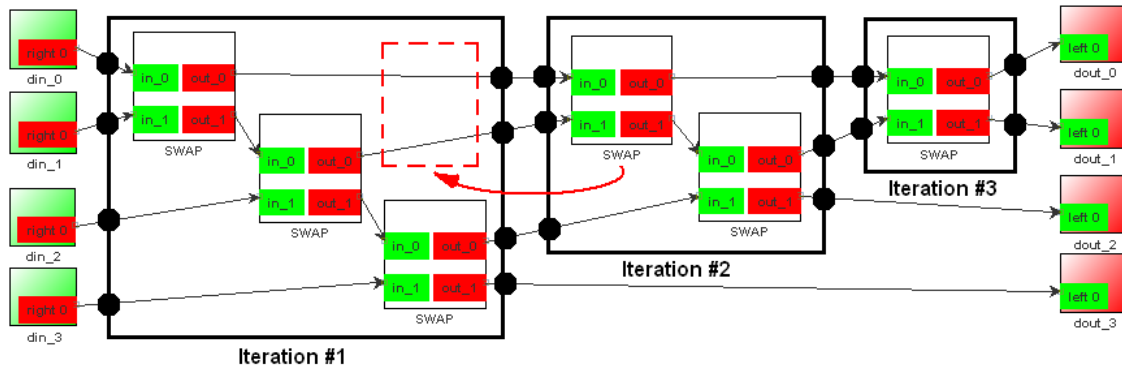 right 0
din_0
right 0
din_1
right 0
din_2
right 0
din_3
in_0 out_0
in_1 out_1
SWAP
in_0 out_0
in_1 out_1
SWAP
in_0 out_0
in_1 out_1
SWAP
Iteration #1
in_0 out_0
in_1 out_1
SWAP
in_0 out_0
in_1 out_1
SWAP
Iteration #2
in_0 out_0
in_1 out_1
SWAP
Iteration #3
left 0
dout_0
left 0
dout_1
left 0
dout_2
left 0
dout_3